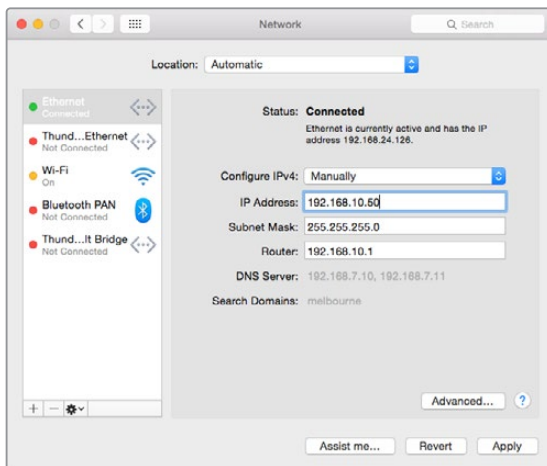 Network
Search
Location: Automatic
Ethernet
Connected
Thund...Ethernet
Not Connected
Wi-Fi
On
Bluetooth PAN
Not Connected
Thund...lt Bridge
Not Connected
Status: Connected
Ethernet is currently active and has the IP
address 192.168.24.126.
Configure IPv4: Manually
IP Address: 192.168.10.50
Subnet Mask: 255.255.255.0
Router: 192.168.10.1
DNS Server: 192.168.7.10, 192.168.7.11
Search Domains: melbourne
Advanced...
?
Assist me...
Revert
Apply